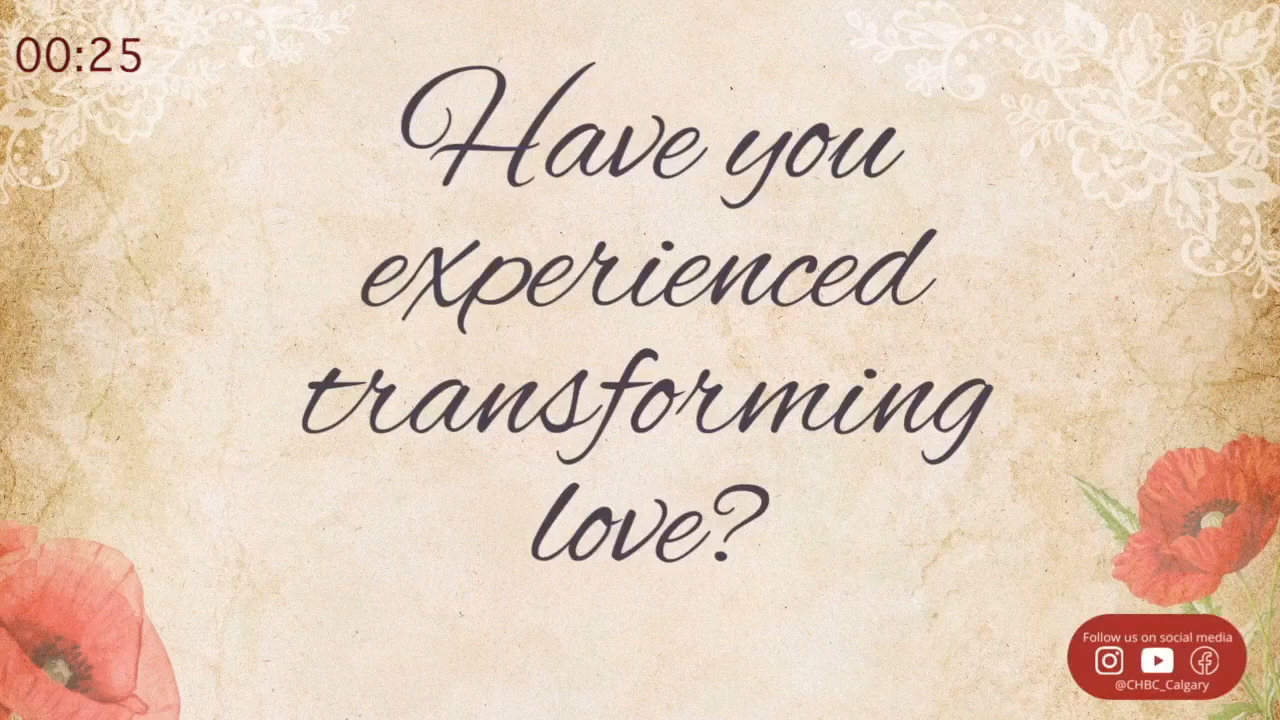 00:25
Have you
experienced
transforming
love?
Follow us on social media
@CHBC_Calgary